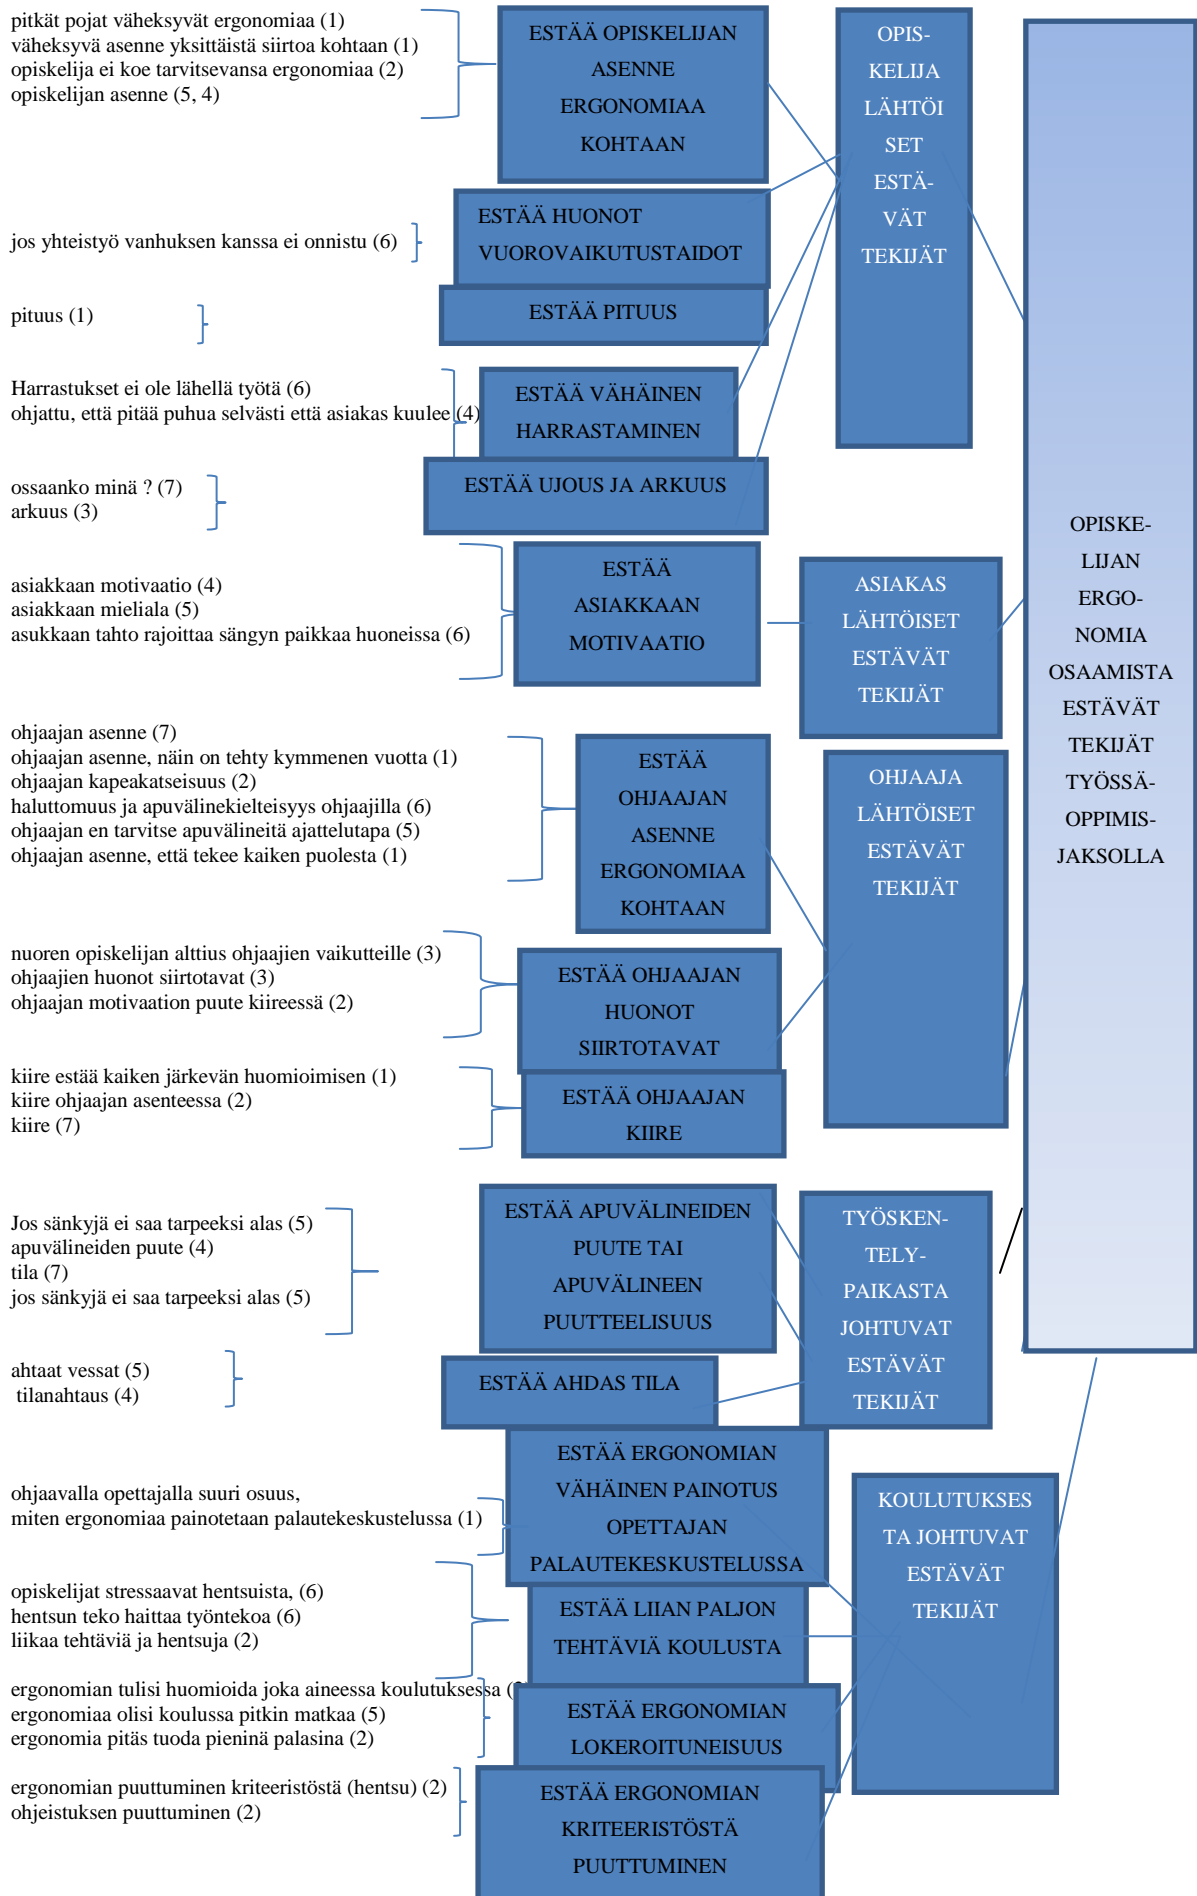 pitkät pojat väheksyvät ergonomiaa (1)
väheksyvä asenne yksittäistä siirtoa kohtaan (1)
opiskelija ei koe tarvitsevansa ergonomiaa (2)
opiskelijan asenne (5, 4)
ESTÄÄ OPISKELIJAN
ASENNE
ERGONOMIAA
KOHTAAN
jos yhteistyö vanhuksen kanssa ei onnistu (6)
ESTÄÄ HUONOT
VUOROVAIKUTUSTAIDOT
pituus (1)
ESTÄÄ PITUUS
Harrastukset ei ole lähellä työtä (6)
ohjattu, että pitää puhua selvästi että asiakas kuulee (4)
ESTÄÄ VÄHÄINEN
HARRASTAMINEN
ossaanko minä ? (7)
arkuus (3)
ESTÄÄ UJOUS JA ARKUUS
OPIS-
KELIJA
LÄHTÖI
SET
ESTÄ-
VÄT
TEKIJÄT
asiakkaan motivaatio (4)
asiakkaan mieliala (5)
asukkaan tahto rajoittaa sängyn paikkaa huoneissa (6)
ESTÄÄ
ASIAKKAAN
MOTIVAATIO
ASIAKAS
LÄHTÖISET
ESTÄVÄT
TEKIJÄT
ohjaajan asenne (7)
ohjaajan asenne, näin on tehty kymmenen vuotta (1)
ohjaajan kapeakatseisuus (2)
haluttomuus ja apuvälinekielteisyys ohjaajilla (6)
ohjaajan en tarvitse apuvälineitä ajattelutapa (5)
ohjaajan asenne, että tekee kaiken puolesta (1)
ESTÄÄ
OHJAAJAN
ASENNE
ERGONOMIAA
KOHTAAN
nuoren opiskelijan alttius ohjaajien vaikutteille (3)
ohjaajien huonot siirtotavat (3)
ohjaajan motivaation puute kiireessä (2)
ESTÄÄ OHJAAJAN
HUONOT
SIIRTOTAVAT
kiire estää kaiken järkevän huomioimisen (1)
kiire ohjaajan asenteessa (2)
kiire (7)
ESTÄÄ OHJAAJAN
KIIRE
OHJAAJA
LÄHTÖISET
ESTÄVÄT
TEKIJÄT
Jos sänkyjä ei saa tarpeeksi alas (5)
apuvälineiden puute (4)
tila (7)
jos sänkyjä ei saa tarpeeksi alas (5)
ESTÄÄ APUVÄLINEIDEN
PUUTE TAI
APUVÄLINEEN
PUUTTEELISUUS
ahtaat vessat (5)
tilanahtaus (4)
ESTÄÄ AHDAS TILA
TYÖSKEN-
TELY-
PAIKASTA
JOHTUVAT
ESTÄVÄT
TEKIJÄT
ohjaavalla opettajalla suuri osuus,
miten ergonomiaa painotetaan palautekeskustelussa (1)
ESTÄÄ ERGONOMIAN
VÄHÄINEN PAINOTUS
OPETTAJAN
PALAUTEKESKUSTELUSSA
opiskelijat stressaavat hentsuista, (6)
hentsun teko haittaa työntekoa (6)
liikaa tehtäviä ja hentsuja (2)
ESTÄÄ LIIAN PALJON
TEHTÄVIÄ KOULUSTA
ergonomian tulisi huomioida joka aineessa koulutuksessa
ergonomiaa olisi koulussa pitkin matkaa (5)
ergonomia pitäs tuoda pieninä palasina (2)
ESTÄÄ ERGONOMIAN
LOKEROITUNEISUUS
ergonomian puuttuminen kriteeristöstä (hentsu) (2)
ohjeistuksen puuttuminen (2)
ESTÄÄ ERGONOMIAN
KRITEERISTÖSTÄ
PUUTTUMINEN
KOULUTUKSES
TA JOHTUVAT
ESTÄVÄT
TEKIJÄT
OPISKE-
LIJAN
ERGO-
NOMIA
OSAAMISTA
ESTÄVÄT
TEKIJÄT
TYÖSSÄ-
OPPIMIS-
JAKSOLLA